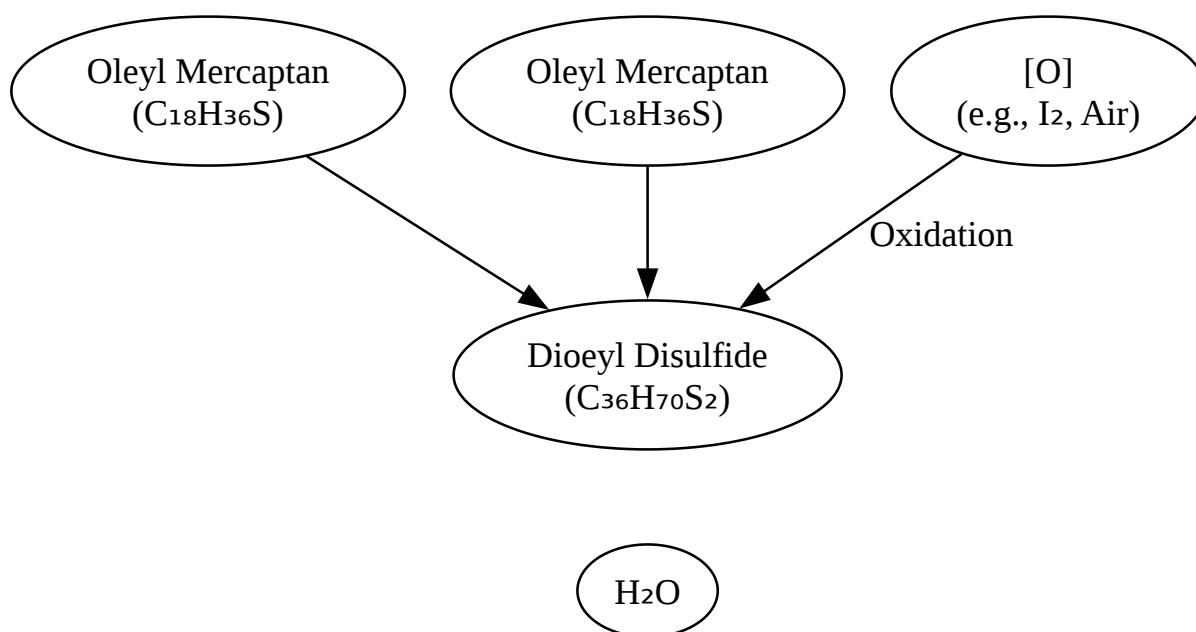 Oleyl Mercaptan
(C₁₈H₃₆S)
Oleyl Mercaptan
(C₁₈H₃₆S)
[O]
(e.g., I₂, Air)
Oxidation
Dioeyl Disulfide
(C₃₆H₇₀S₂)
H₂O